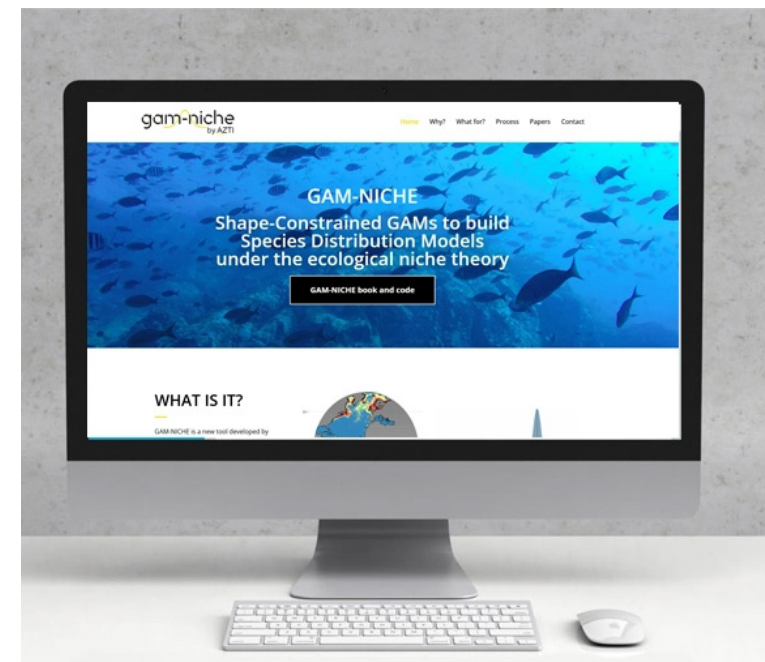 gam-niche
by AZTI
Home Why? What for? Process Papers Contact
GAM-NICHE
Shape-Constrained GAMs to build
Species Distribution Models
under the ecological niche theory
GAM-NICHE book and code
WHAT IS IT?
GAM-NICHE is a new tool developed by